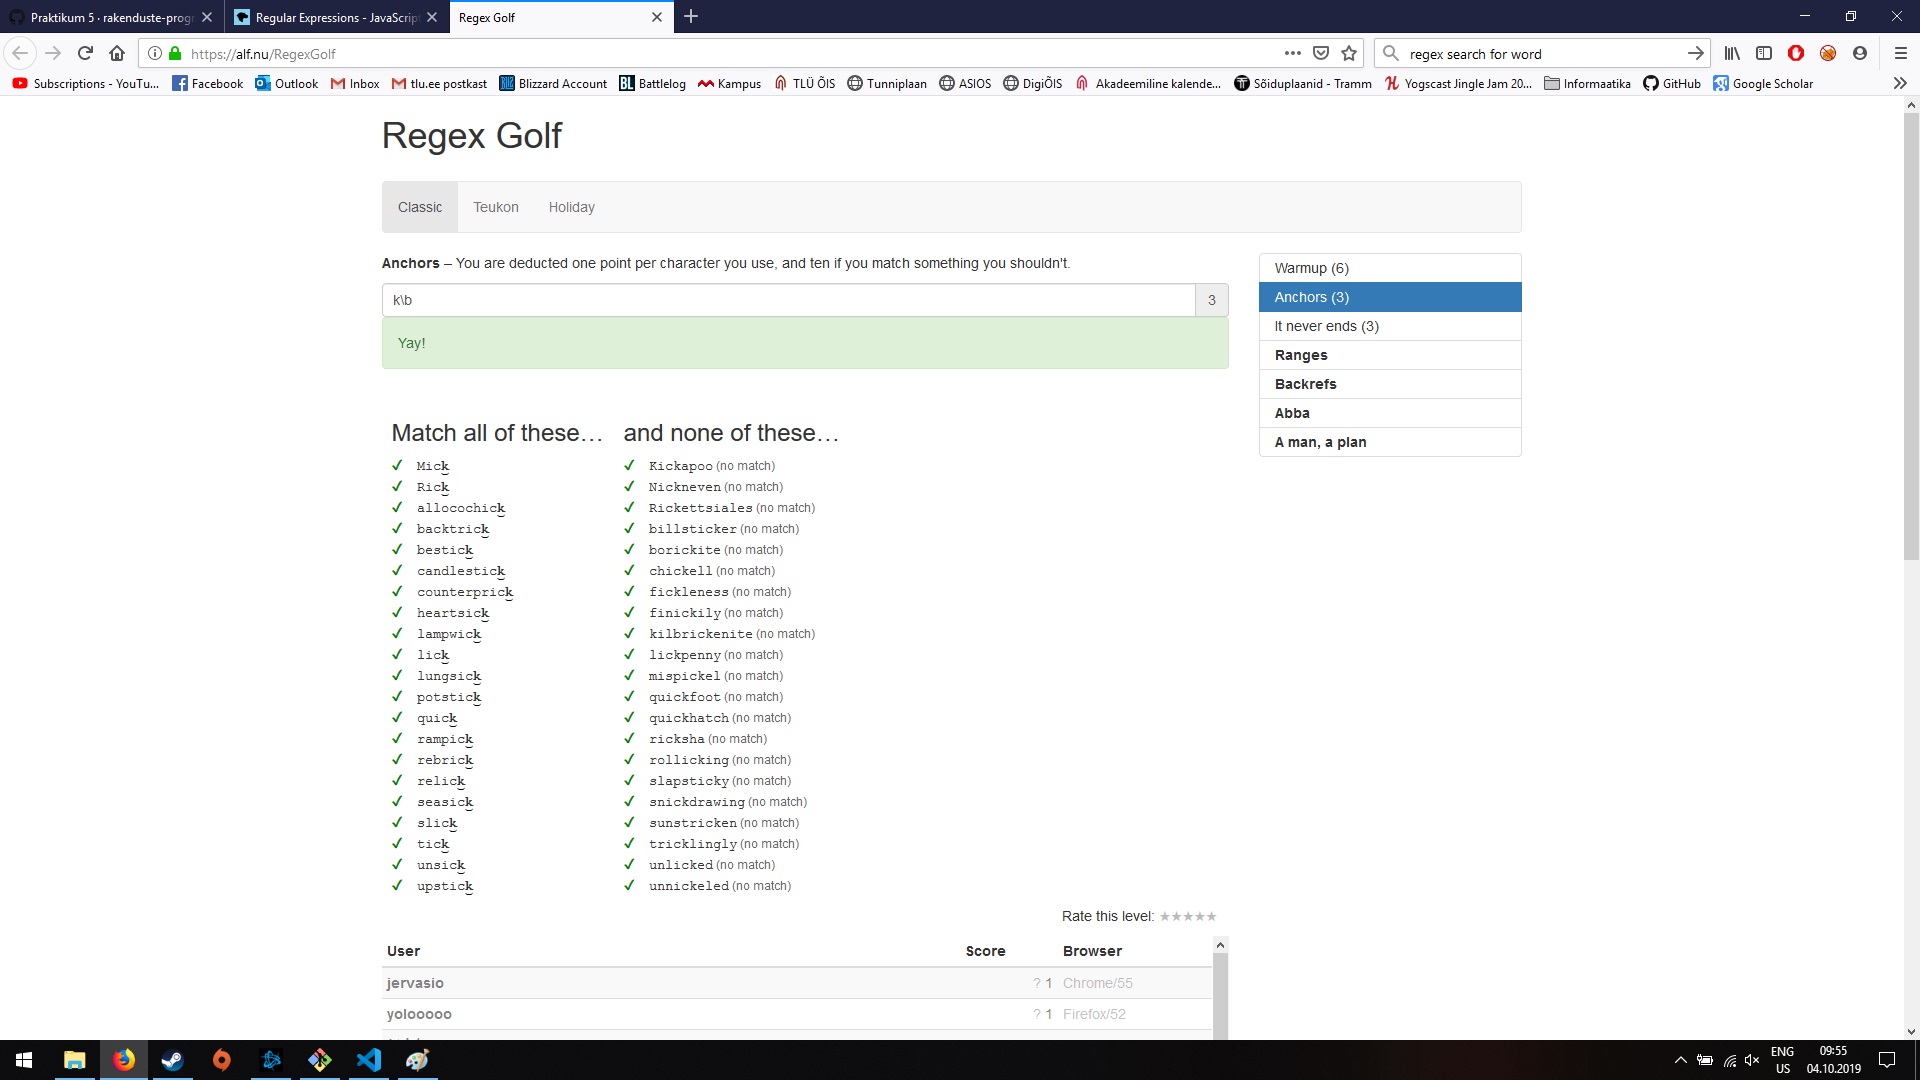 Praktikum 5 · rakenduste-progr
Regular Expressions - JavaScript
Regex Golf
https://alf.nu/RegexGolf
regex search for word
Subscriptions - YouTu...
Facebook
Outlook
Inbox
tlu.ee postkast
Blizzard Account
Battlelog
Kampus
TLÜ ÕIS
Tunniplaan
ASIOS
DigiÕIS
Akadeemiline kalende...
Sõiduplaanid - Tramm
Yogscast Jingle Jam 20...
Informaatika
GitHub
Google Scholar
Regex Golf
Classic
Teukon
Holiday
Anchors – You are deducted one point per character you use, and ten if you match something you shouldn't.
k\b
3
Yay!
Warmup (6)
Anchors (3)
It never ends (3)
Ranges
Backrefs
Abba
A man, a plan
Match all of these…
Mick
Rick
allocochick
backtrick
bestick
candlestick
counterprick
heartsick
lampwick
lick
lungsick
potstick
quick
rampick
rebrick
relick
seasick
slick
tick
unsick
upstick
and none of these…
Kickapoo (no match)
Nickneven (no match)
Rickettsiales (no match)
billsticker (no match)
borickite (no match)
chickell (no match)
fickleness (no match)
finickily (no match)
kilbrickenite (no match)
lickpenny (no match)
mispickel (no match)
quickfoot (no match)
quickhatch (no match)
ricksha (no match)
rollicking (no match)
slapsticky (no match)
snickdrawing (no match)
sunstricken (no match)
tricklingly (no match)
unlicked (no match)
unnickeled (no match)
Rate this level: ★★★★★
User Score Browser
jervasio ? 1 Chrome/55
yolooooo ? 1 Firefox/52
ENG
US
09:55
04.10.2019